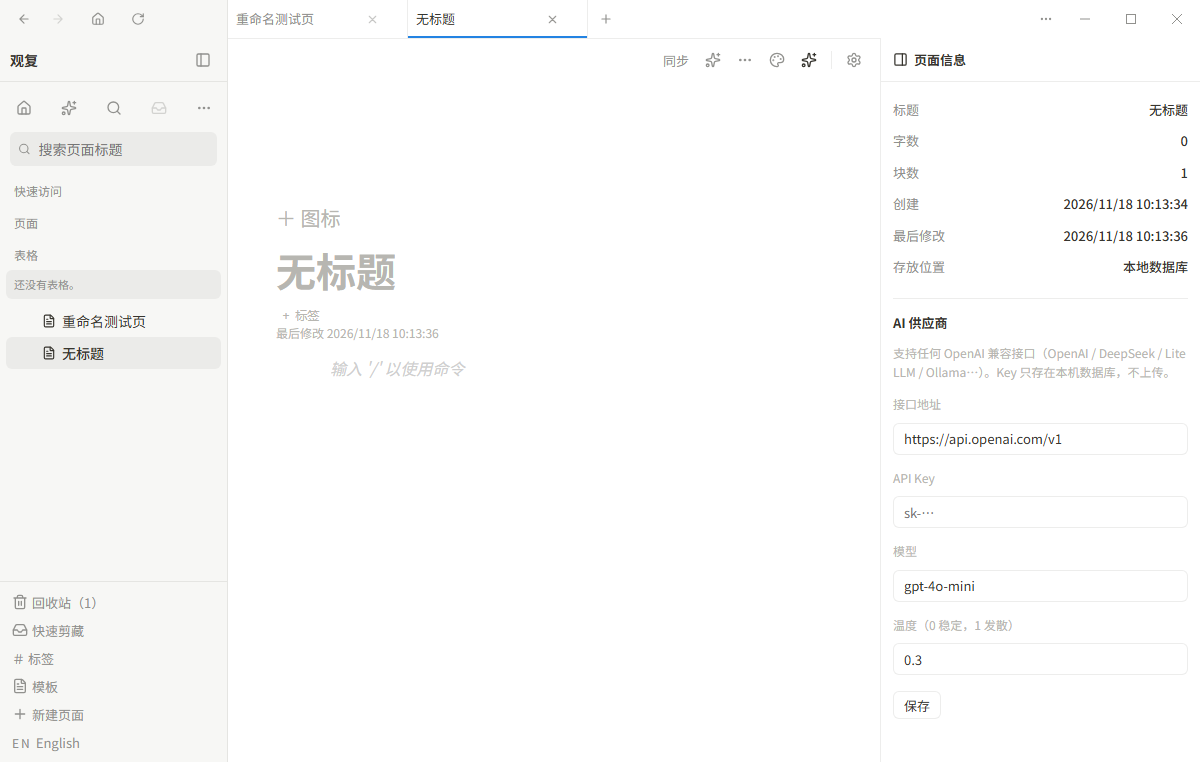 重命名测试页
无标题
观复
搜索页面标题
快速访问
页面
表格
还没有表格。
重命名测试页
无标题
回收站（1）
快速剪藏
# 标签
模板
新建页面
EN English
同步
+ 图标
无标题
+ 标签
最后修改 2026/11/18 10:13:36
输入 '/' 以使用命令
页面信息
标题 无标题
字数 0
块数 1
创建 2026/11/18 10:13:34
最后修改 2026/11/18 10:13:36
存放位置 本地数据库
AI 供应商
支持任何 OpenAI 兼容接口（OpenAI / DeepSeek / Lite
LLM / Ollama…）。Key 只存在本机数据库，不上传。
接口地址
https://api.openai.com/v1
API Key
sk-…
模型
gpt-4o-mini
温度（0 稳定，1 发散）
0.3
保存